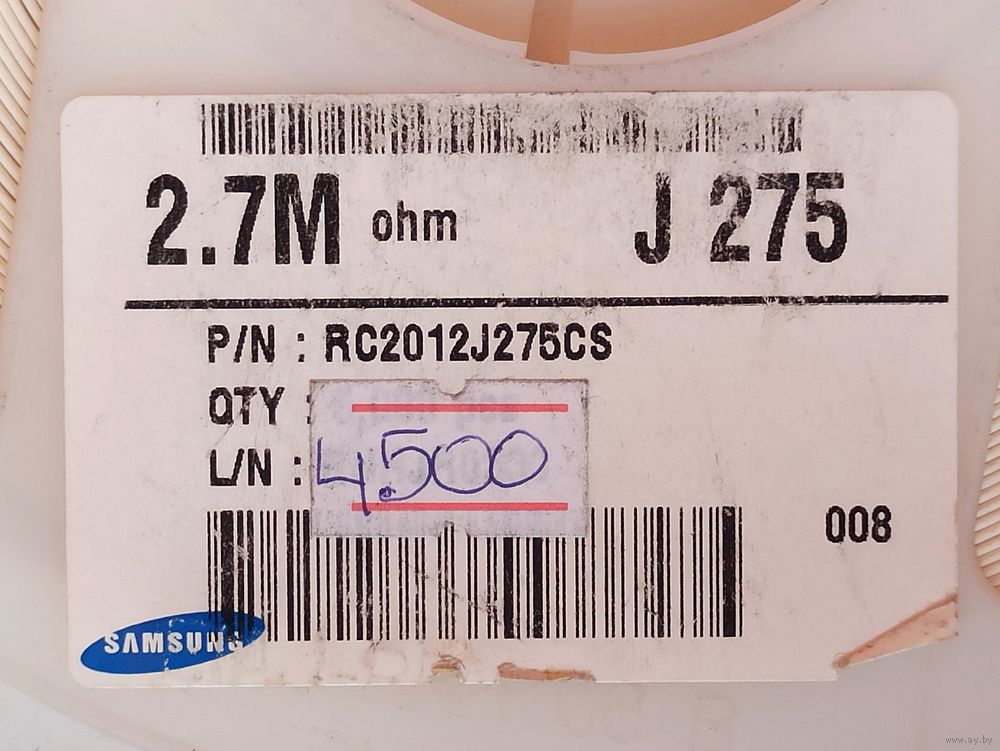 2.7M ohm J 275
P/N : RC2012J275CS
QTY :
4.500
L/N :
008
SAMSUNG
www.ay.by